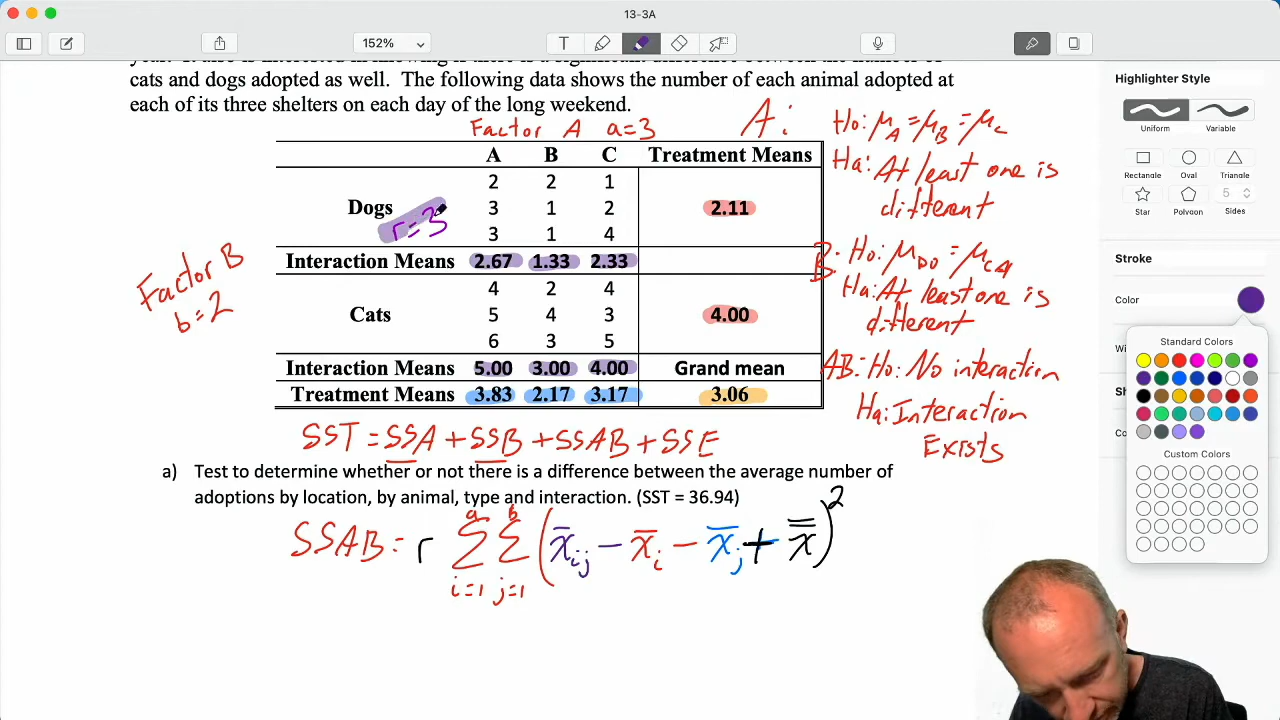 13-3A
152%
T
Highlighter Style
Uniform
Variable
Rectangle
Oval
Triangle
Star
Polygon
5
Sides
Stroke
Color
Standard Colors
Custom Colors
cats and dogs adopted as well. The following data shows the number of each animal adopted at
each of its three shelters on each day of the long weekend.
Factor A a=3
A:
Ho: μA = μB = μC
Ha: At least one is
different
A B C Treatment Means
2 2 1
Dogs 3 1 2 2.11
r=3
3 1 4
Interaction Means 2.67 1.33 2.33
4 2 4
Cats 5 4 3 4.00
6 3 5
Interaction Means 5.00 3.00 4.00 Grand mean
Treatment Means 3.83 2.17 3.17 3.06
Factor B
b=2
B: Ho: μDO = μCA
Ha: At least one is
different
AB: Ho: No interaction
Ha: Interaction
Exists
SST = SSA + SSB + SSAB + SSE
a) Test to determine whether or not there is a difference between the average number of
adoptions by location, by animal, type and interaction. (SST = 36.94)
SSAB = r a∑i=1 b∑j=1 (x̄ij − x̄i − x̄j + x̿)²